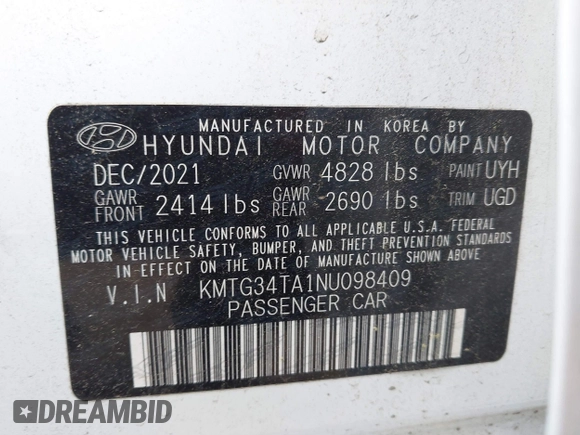 MANUFACTURED IN KOREA BY
HYUNDAI MOTOR COMPANY
DEC/2021 GVWR 4828 lbs PAINT UYH
GAWR FRONT 2414 lbs GAWR REAR 2690 lbs TRIM UGD
THIS VEHICLE CONFORMS TO ALL APPLICABLE U.S.A. FEDERAL
MOTOR VEHICLE SAFETY, BUMPER, AND THEFT PREVENTION STANDARDS
IN EFFECT ON THE DATE OF MANUFACTURE SHOWN ABOVE.
V.I.N KMTG34TA1NU098409
PASSENGER CAR
DREAMBID